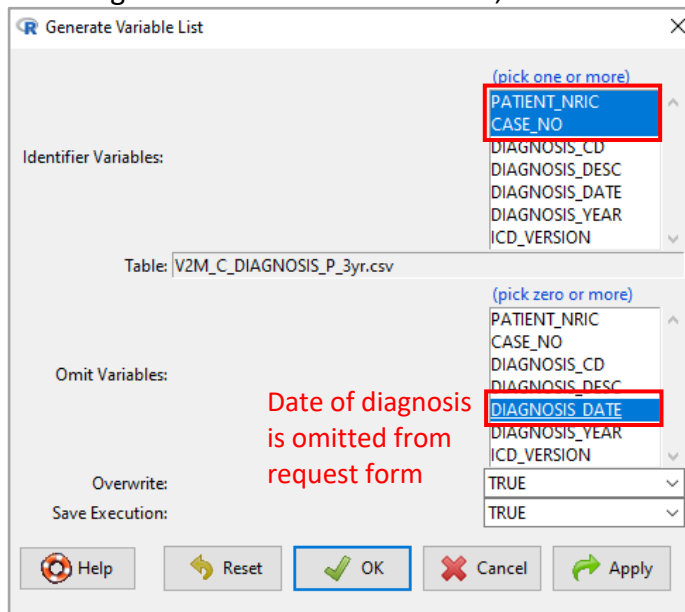 Generate Variable List
(pick one or more)
PATIENT_NRIC
CASE_NO
DIAGNOSIS_CD
DIAGNOSIS_DESC
DIAGNOSIS_DATE
DIAGNOSIS_YEAR
ICD_VERSION
Identifier Variables:
Table: V2M_C_DIAGNOSIS_P_3yr.csv
(pick zero or more)
PATIENT_NRIC
CASE_NO
DIAGNOSIS_CD
DIAGNOSIS_DESC
DIAGNOSIS_DATE
DIAGNOSIS_YEAR
ICD_VERSION
Omit Variables:
Date of diagnosis
is omitted from
request form
Overwrite: TRUE
Save Execution: TRUE
Help Reset OK Cancel Apply